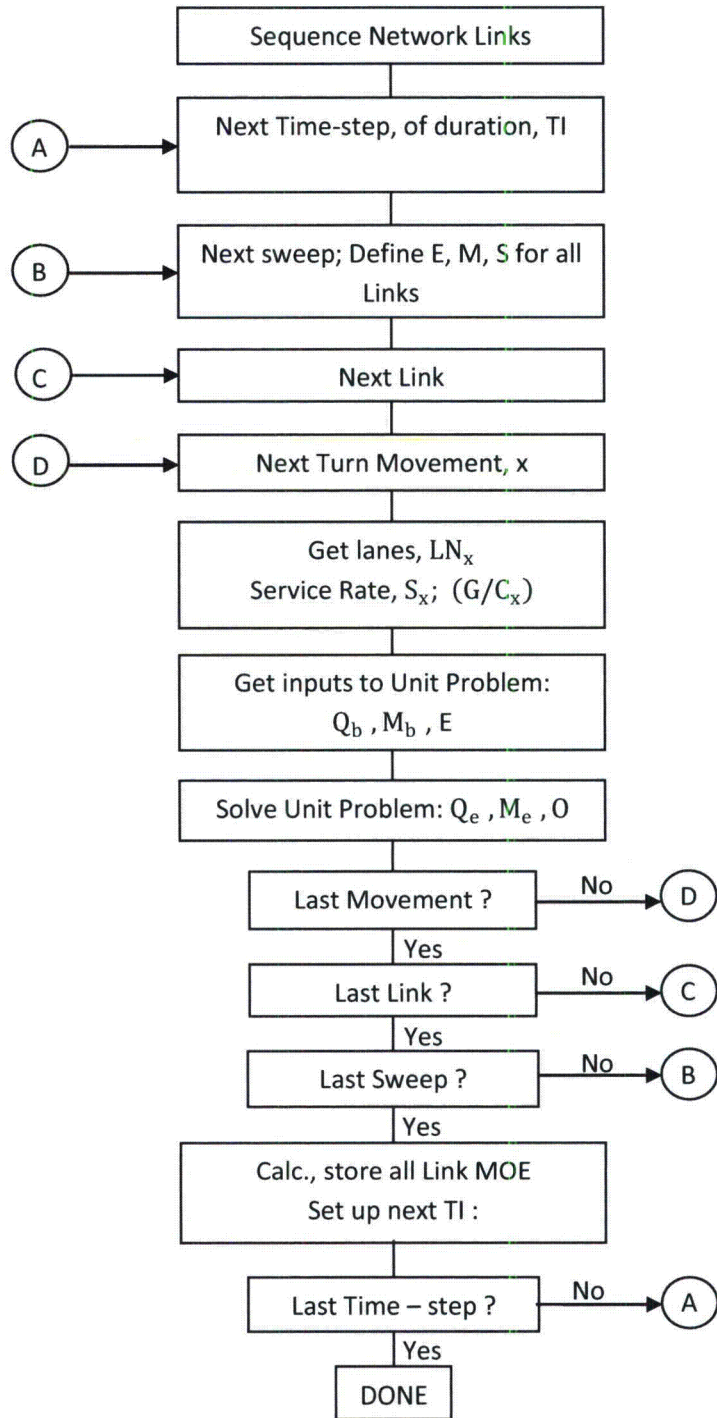 Sequence Network Links
Next Time-step, of duration, TI
A
Next sweep; Define E, M, S for all
Links
B
C
Next Link
D
Next Turn Movement, x
Get lanes, LNₓ
Service Rate, Sₓ; (G/Cₓ)
Get inputs to Unit Problem:
Q_b , M_b , E
Solve Unit Problem: Q_e , M_e , O
Last Movement ?
No
D
Yes
Last Link ?
No
C
Yes
Last Sweep ?
No
B
Yes
Calc., store all Link MOE
Set up next TI :
Last Time – step ?
No
A
Yes
DONE